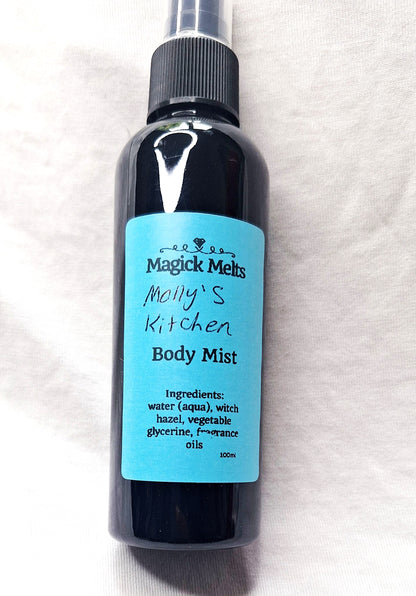 Magick Melts
Molly's
Kitchen
Body Mist
Ingredients:
water (aqua), witch
hazel, vegetable
glycerine, fragrance
oils
100ml